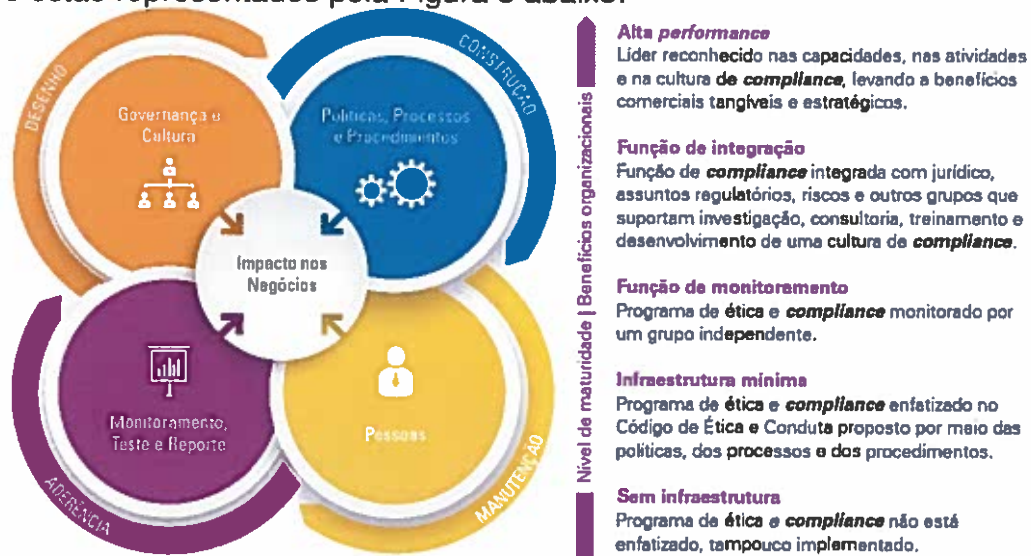 DESENHO
Governança e
Cultura
CONSTRUÇÃO
Políticas, Processos
e Procedimentos
Impacto nos
Negócios
Monitoramento,
Teste e Reporte
ADERÊNCIA
Pessoas
MANUTENÇÃO
Nível de maturidade | Benefícios organizacionais
Alta performance
Líder reconhecido nas capacidades, nas atividades
e na cultura de compliance, levando a benefícios
comerciais tangíveis e estratégicos.
Função de integração
Função de compliance integrada com jurídico,
assuntos regulatórios, riscos e outros grupos que
suportam investigação, consultoria, treinamento e
desenvolvimento de uma cultura de compliance.
Função de monitoramento
Programa de ética e compliance monitorado por
um grupo independente.
Infraestrutura mínima
Programa de ética e compliance enfatizado no
Código de Ética e Conduta proposto por meio das
políticas, dos processos e dos procedimentos.
Sem infraestrutura
Programa de ética e compliance não está
enfatizado, tampouco implementado.